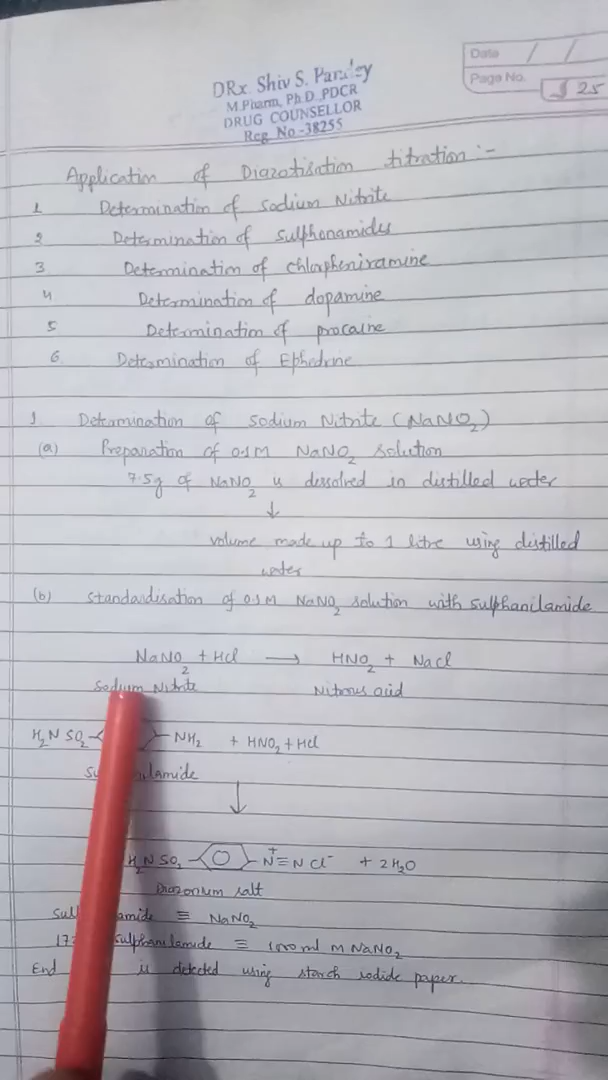 DRx. Shiv S. Pandey
M.Pharm, Ph.D, PDCR
DRUG COUNSELLOR
Reg. No-38255
Date / /
Page No. 25
Application of Diazotisation titration :-
1 Determination of Sodium Nitrite
2 Determination of sulphonamides
3 Determination of chlorpheniramine
4 Determination of dopamine
5 Determination of procaine
6 Determination of Ephedrine
1. Determination of Sodium Nitrite (NaNO2)
(a) Preparation of 0.1M NaNO2 solution
7.5g of NaNO2 is dissolved in distilled water
↓
volume made up to 1 litre using distilled
water
(b) Standardisation of 0.1M NaNO2 solution with sulphanilamide
NaNO2 + HCl → HNO2 + NaCl
Sodium Nitrite Nitrous acid
H2N SO2 - NH2 + HNO2 + HCl
lamide
↓
H2N SO2 - N+≡N Cl- + 2H2O
Diazonium salt
amide ≡ NaNO2
sulphanilamide ≡ 1000 ml M NaNO2
End is detected using starch iodide paper.